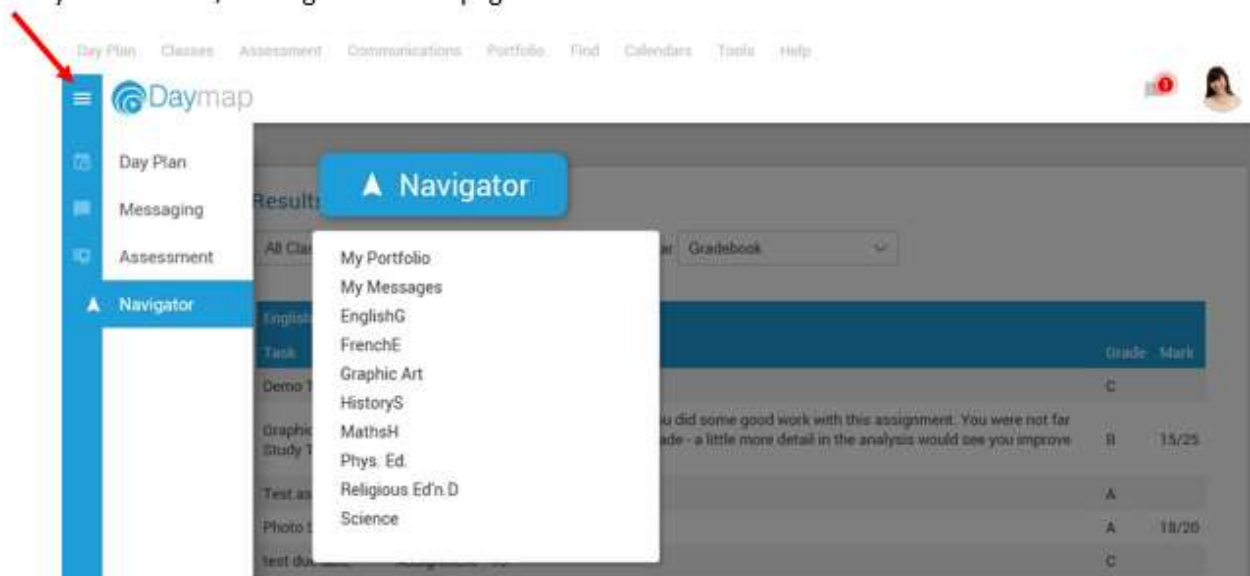 Day Plan Classes Assessment Communications Portfolio Find Calendars Tools Help
Daymap
Day Plan
Messaging
Assessment
Navigator
Navigator
Results
All Clas
Gradebook
My Portfolio
My Messages
EnglishG
FrenchE
Graphic Art
HistoryS
MathsH
Phys. Ed.
Religious Ed'n.D
Science
English
Task Grade Mark
Demo T C
Graphic u did some good work with this assignment. You were not far
Study T ade - a little more detail in the analysis would see you improve B 15/25
Test as A
Photo t A 18/20
test du C